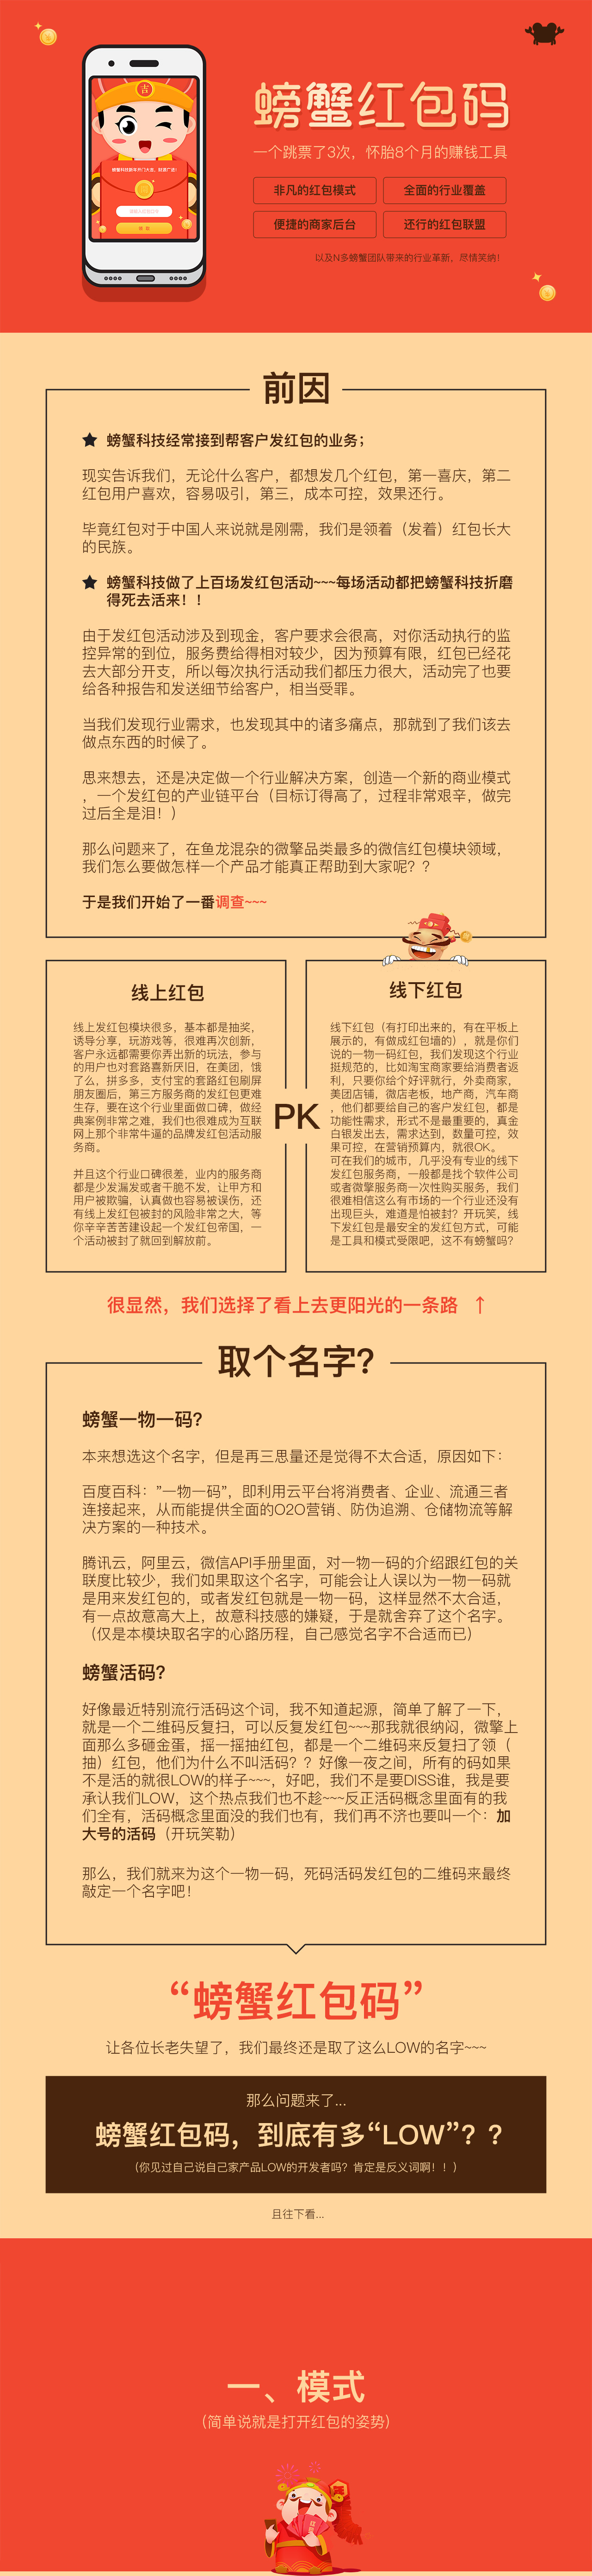 吉
螃蟹科技新年开门大吉，财源广进！
螃蟹红包码
一个跳票了3次，怀胎8个月的赚钱工具
非凡的红包模式
全面的行业覆盖
便捷的商家后台
还行的红包联盟
以及N多螃蟹团队带来的行业革新，尽情笑纳！
前因
螃蟹科技经常接到帮客户发红包的业务；
现实告诉我们，无论什么客户，都想发几个红包，第一喜庆，第二
红包用户喜欢，容易吸引，第三，成本可控，效果还行。
毕竟红包对于中国人来说就是刚需，我们是领着（发着）红包长大
的民族。
螃蟹科技做了上百场发红包活动~~~每场活动都把螃蟹科技折磨
得死去活来！！
由于发红包活动涉及到现金，客户要求会很高，对你活动执行的监
控异常的到位，服务费给得相对较少，因为预算有限，红包已经花
去大部分开支，所以每次执行活动我们都压力很大，活动完了也要
给各种报告和发送细节给客户，相当受罪。
当我们发现行业需求，也发现其中的诸多痛点，那就到了我们该去
做点东西的时候了。
思来想去，还是决定做一个行业解决方案，创造一个新的商业模式
，一个发红包的产业链平台（目标订得高了，过程非常艰辛，做完
过后全是泪！）
那么问题来了，在鱼龙混杂的微擎品类最多的微信红包模块领域，
我们怎么要做怎样一个产品才能真正帮助到大家呢？？
于是我们开始了一番调查~~~
线上红包
线上发红包模块很多，基本都是抽奖，
诱导分享，玩游戏等，很难再次创新，
客户永远都需要你弄出新的玩法，参与
的用户也对套路喜新厌旧，在美团，饿
了么，拼多多，支付宝的套路红包刷屏
朋友圈后，第三方服务商的发红包更难
生存，要在这个行业里面做口碑，做经
典案例非常之难，我们也很难成为互联
网上那个非常牛逼的品牌发红包活动服
务商。
并且这个行业口碑很差，业内的服务商
都是少发漏发或者干脆不发，让甲方和
用户被欺骗，认真做也容易被误伤，还
有线上发红包被封的风险非常之大，等
你辛辛苦苦建设起一个发红包帝国，一
个活动被封了就回到解放前。
PK
线下红包
线下红包（有打印出来的，有在平板上
展示的，有做成红包墙的），就是你们
说的一物一码红包，我们发现这个行业
挺规范的，比如淘宝商家要给消费者返
利，只要你给个好评就行，外卖商家，
美团店铺，微店老板，地产商，汽车商
，他们都要给自己的客户发红包，都是
功能性需求，形式不是最重要的，真金
白银发出去，需求达到，数量可控，效
果可控，在营销预算内，就很OK。
可在我们的城市，几乎没有专业的线下
发红包服务商，一般都是找个软件公司
或者微擎服务商一次性购买服务，我们
很难相信这么有市场的一个行业还没有
出现巨头，难道是怕被封？开玩笑，线
下发红包是最安全的发红包方式，可能
是工具和模式受限吧，这不有螃蟹吗？
很显然，我们选择了看上去更阳光的一条路 ↑
取个名字?
螃蟹一物一码？
本来想选这个名字，但是再三思量还是觉得不太合适，原因如下：
百度百科：”一物一码”，即利用云平台将消费者、企业、流通三者
连接起来，从而能提供全面的O2O营销、防伪追溯、仓储物流等解
决方案的一种技术。
腾讯云，阿里云，微信API手册里面，对一物一码的介绍跟红包的关
联度比较少，我们如果取这个名字，可能会让人误以为一物一码就
是用来发红包的，或者发红包就是一物一码，这样显然不太合适，
有一点故意高大上，故意科技感的嫌疑，于是就舍弃了这个名字。
（仅是本模块取名字的心路历程，自己感觉名字不合适而已）
螃蟹活码？
好像最近特别流行活码这个词，我不知道起源，简单了解了一下，
就是一个二维码反复扫，可以反复发红包~~~那我就很纳闷，微擎上
面那么多砸金蛋，摇一摇抽红包，都是一个二维码来反复扫了领（
抽）红包，他们为什么不叫活码？？好像一夜之间，所有的码如果
不是活的就很LOW的样子~~~，好吧，我们不是要DISS谁，我是要
承认我们LOW，这个热点我们也不趁~~~反正活码概念里面有的我
们全有，活码概念里面没的我们也有，我们再不济也要叫一个：加
大号的活码（开玩笑勒）
那么，我们就来为这个一物一码，死码活码发红包的二维码来最终
敲定一个名字吧！
“螃蟹红包码”
让各位长老失望了，我们最终还是取了这么LOW的名字~~~
那么问题来了...
螃蟹红包码，到底有多“LOW”？？
（你见过自己说自己家产品LOW的开发者吗？肯定是反义词啊！！）
且往下看...
一、模式
（简单说就是打开红包的姿势）